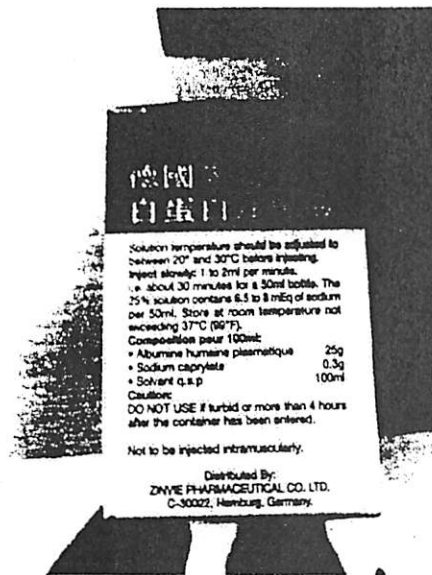 德國
白蛋白
Solution temperature should be adjusted to
between 20° and 30°C before injecting.
Inject slowly: 1 to 2ml per minute.
i.e. about 30 minutes for a 50ml bottle. The
25% solution contains 6.5 to 8 mEq of sodium
per 50ml. Store at room temperature not
exceeding 37°C (99°F).
Composition pour 100ml:
• Albumine humaine plasmatique 25g
• Sodium caprylate 0.3g
• Solvant q.s.p 100ml
Caution:
DO NOT USE if turbid or more than 4 hours
after the container has been entered.
Not to be injected intramuscularly.
Distributed By:
ZINVIE PHARMACEUTICAL CO. LTD.
C-30022, Hamburg, Germany.